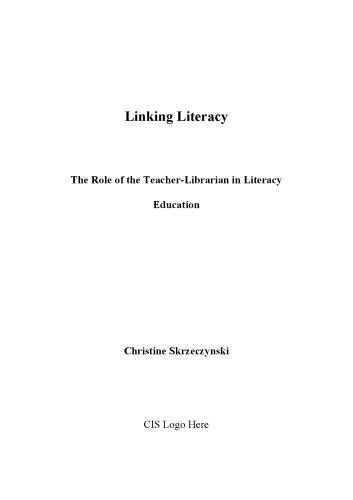 Linking Literacy
The Role of the Teacher-Librarian in Literacy
Education
Christine Skrzeczynski
CIS Logo Here